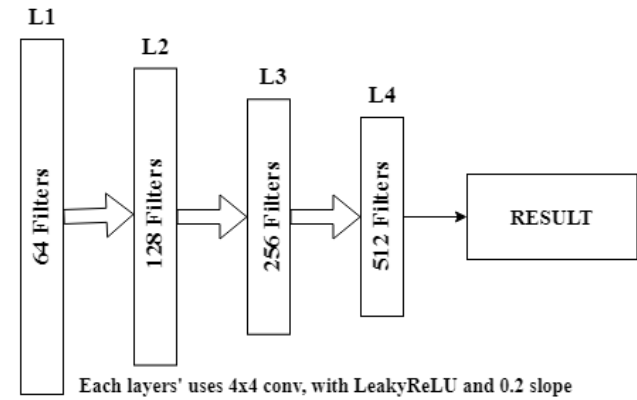 L1
L2
L3
L4
64 Filters
128 Filters
256 Filters
512 Filters
RESULT
Each layers' uses 4x4 conv, with LeakyReLU and 0.2 slope